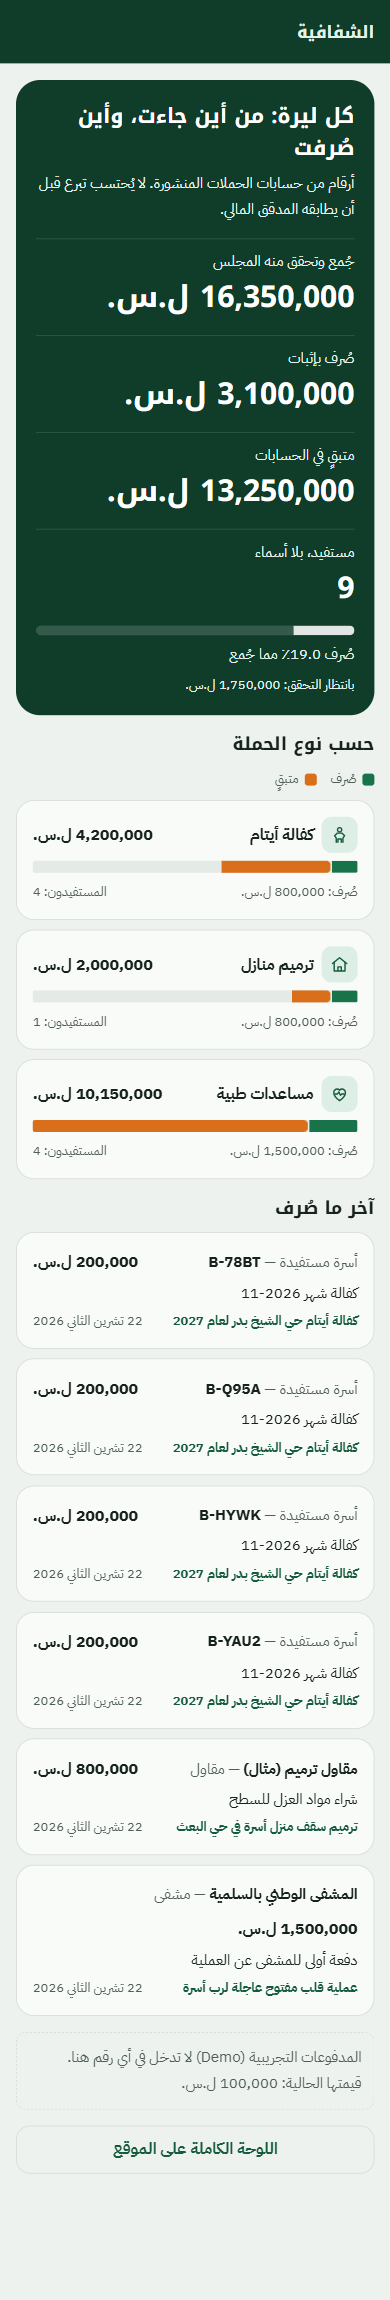 الشفافية
كل ليرة: من أين جاءت، وأين
صُرفت
أرقام من حسابات الحملات المنشورة. لا يُحتسب تبرع قبل
أن يطابقه المدقق المالي.
جُمع وتحقق منه المجلس
16,350,000 ل.س.
صُرف بإثبات
3,100,000 ل.س.
متبقٍ في الحسابات
13,250,000 ل.س.
مستفيد، بلا أسماء
9
صُرف 19.0٪ مما جُمع
بانتظار التحقق: 1,750,000 ل.س.
حسب نوع الحملة
صُرف متبقٍ
كفالة أيتام 4,200,000 ل.س.
صُرف: 800,000 ل.س. المستفيدون: 4
ترميم منازل 2,000,000 ل.س.
صُرف: 800,000 ل.س. المستفيدون: 1
مساعدات طبية 10,150,000 ل.س.
صُرف: 1,500,000 ل.س. المستفيدون: 4
آخر ما صُرف
أسرة مستفيدة — B-78BT 200,000 ل.س.
كفالة شهر 2026-11
كفالة أيتام حي الشيخ بدر لعام 2027 22 تشرين الثاني 2026
أسرة مستفيدة — B-Q95A 200,000 ل.س.
كفالة شهر 2026-11
كفالة أيتام حي الشيخ بدر لعام 2027 22 تشرين الثاني 2026
أسرة مستفيدة — B-HYWK 200,000 ل.س.
كفالة شهر 2026-11
كفالة أيتام حي الشيخ بدر لعام 2027 22 تشرين الثاني 2026
أسرة مستفيدة — B-YAU2 200,000 ل.س.
كفالة شهر 2026-11
كفالة أيتام حي الشيخ بدر لعام 2027 22 تشرين الثاني 2026
مقاول ترميم (مثال) — مقاول 800,000 ل.س.
شراء مواد العزل للسطح
ترميم سقف منزل أسرة في حي البعث 22 تشرين الثاني 2026
المشفى الوطني بالسلمية — مشفى
1,500,000 ل.س.
دفعة أولى للمشفى عن العملية
عملية قلب مفتوح عاجلة لرب أسرة 22 تشرين الثاني 2026
المدفوعات التجريبية (Demo) لا تدخل في أي رقم هنا.
قيمتها الحالية: 100,000 ل.س.
اللوحة الكاملة على الموقع